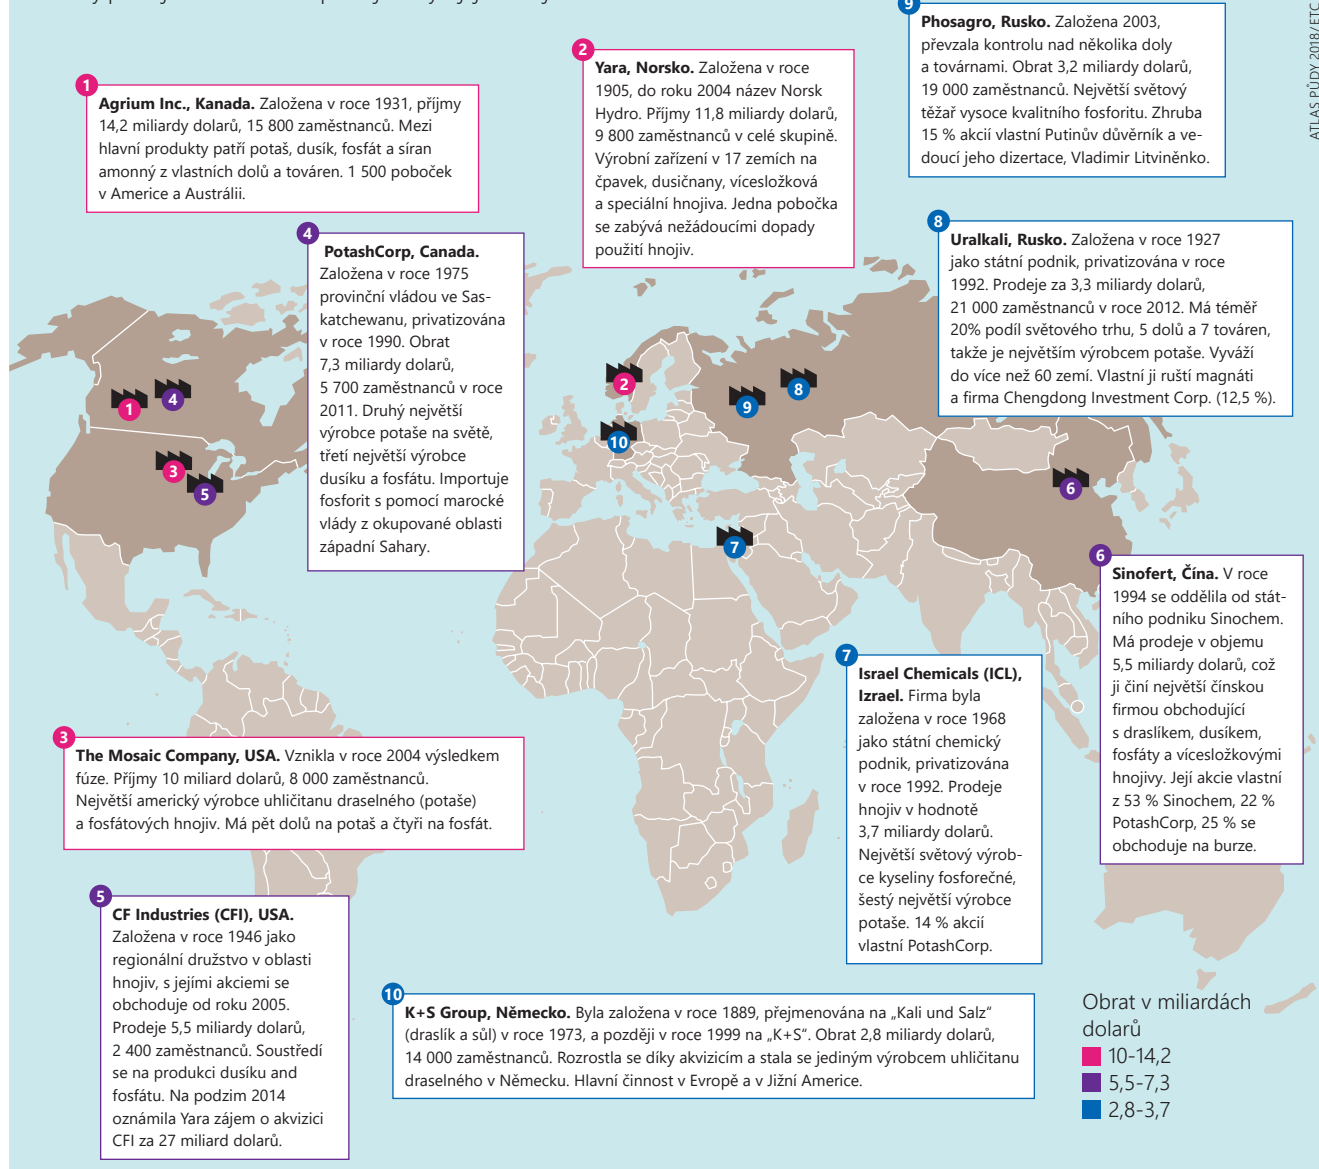 ATLAS PŮDY 2018/ETC
9
Phosagro, Rusko. Založena 2003,
převzala kontrolu nad několika doly
a továrnami. Obrat 3,2 miliardy dolarů,
19 000 zaměstnanců. Největší světový
těžař vysoce kvalitního fosforitu. Zhruba
15 % akcií vlastní Putinův důvěrník a ve-
doucí jeho dizertace, Vladimir Litviněnko.
2
Yara, Norsko. Založena v roce
1905, do roku 2004 název Norsk
Hydro. Příjmy 11,8 miliardy dolarů,
9 800 zaměstnanců v celé skupině.
Výrobní zařízení v 17 zemích na
čpavek, dusičnany, vícesložková
a speciální hnojiva. Jedna pobočka
se zabývá nežádoucími dopady
použití hnojiv.
1
Agrium Inc., Kanada. Založena v roce 1931, příjmy
14,2 miliardy dolarů, 15 800 zaměstnanců. Mezi
hlavní produkty patří potaš, dusík, fosfát a síran
amonný z vlastních dolů a továren. 1 500 poboček
v Americe a Austrálii.
4
PotashCorp, Canada.
Založena v roce 1975
provinční vládou ve Sas-
katchewanu, privatizována
v roce 1990. Obrat
7,3 miliardy dolarů,
5 700 zaměstnanců v roce
2011. Druhý největší
výrobce potaše na světě,
třetí největší výrobce
dusíku a fosfátu. Importuje
fosforit s pomocí marocké
vlády z okupované oblasti
západní Sahary.
8
Uralkali, Rusko. Založena v roce 1927
jako státní podnik, privatizována v roce
1992. Prodeje za 3,3 miliardy dolarů,
21 000 zaměstnanců v roce 2012. Má téměř
20% podíl světového trhu, 5 dolů a 7 továren,
takže je největším výrobcem potaše. Vyváží
do více než 60 zemí. Vlastní ji ruští magnáti
a firma Chengdong Investment Corp. (12,5 %).
1
4
3
5
2
10
9
8
7
6
6
Sinofert, Čína. V roce
1994 se oddělila od stát-
ního podniku Sinochem.
Má prodeje v objemu
5,5 miliardy dolarů, což
ji činí největší čínskou
firmou obchodující
s draslíkem, dusíkem,
fosfáty a vícesložkovými
hnojivy. Její akcie vlastní
z 53 % Sinochem, 22 %
PotashCorp, 25 % se
obchoduje na burze.
7
Israel Chemicals (ICL),
Izrael. Firma byla
založena v roce 1968
jako státní chemický
podnik, privatizována
v roce 1992. Prodeje
hnojiv v hodnotě
3,7 miliardy dolarů.
Největší světový výrob-
ce kyseliny fosforečné,
šestý největší výrobce
potaše. 14 % akcií
vlastní PotashCorp.
3
The Mosaic Company, USA. Vznikla v roce 2004 výsledkem
fúze. Příjmy 10 miliard dolarů, 8 000 zaměstnanců.
Největší americký výrobce uhličitanu draselného (potaše)
a fosfátových hnojiv. Má pět dolů na potaš a čtyři na fosfát.
5
CF Industries (CFI), USA.
Založena v roce 1946 jako
regionální družstvo v oblasti
hnojiv, s jejími akciemi se
obchoduje od roku 2005.
Prodeje 5,5 miliardy dolarů,
2 400 zaměstnanců. Soustředí
se na produkci dusíku and
fosfátu. Na podzim 2014
oznámila Yara zájem o akvizici
CFI za 27 miliard dolarů.
10
K+S Group, Německo. Byla založena v roce 1889, přejmenována na „Kali und Salz“
(draslík a sůl) v roce 1973, a později v roce 1999 na „K+S“. Obrat 2,8 miliardy dolarů,
14 000 zaměstnanců. Rozrostla se díky akvizicím a stala se jediným výrobcem uhličitanu
draselného v Německu. Hlavní činnost v Evropě a v Jižní Americe.
Obrat v miliardách
dolarů
10-14,2
5,5-7,3
2,8-3,7